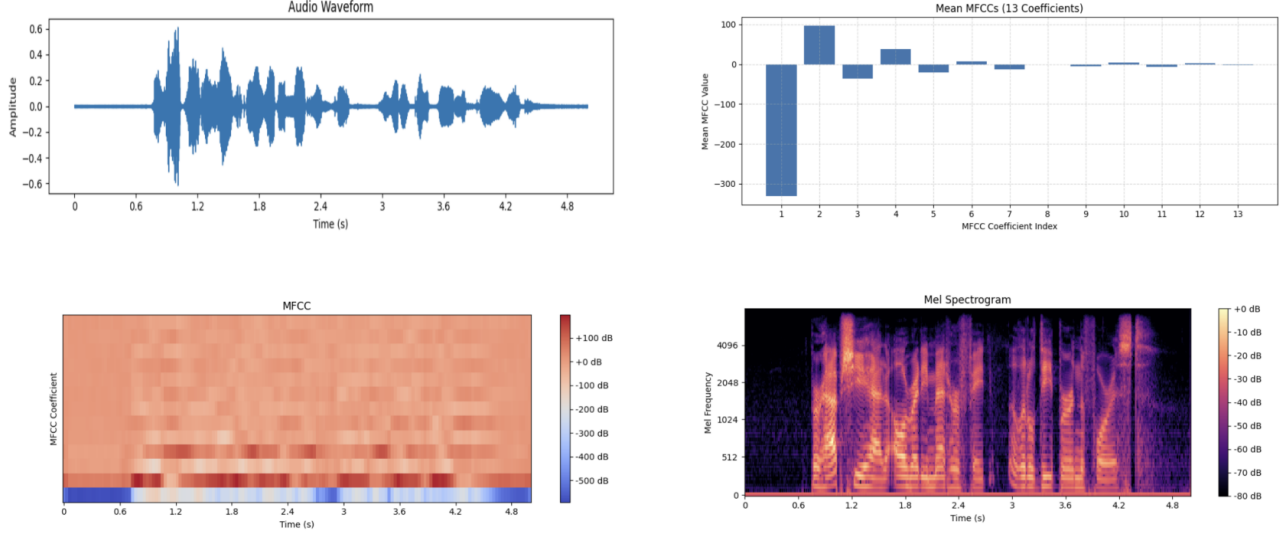 Audio Waveform
Amplitude
0.6
0.4
0.2
0.0
−0.2
−0.4
−0.6
0 0.6 1.2 1.8 2.4 3 3.6 4.2 4.8
Time (s)
Mean MFCCs (13 Coefficients)
Mean MFCC Value
100
0
−100
−200
−300
1 2 3 4 5 6 7 8 9 10 11 12 13
MFCC Coefficient Index
MFCC
MFCC Coefficient
0 0.6 1.2 1.8 2.4 3 3.6 4.2 4.8
Time (s)
+100 dB
+0 dB
-100 dB
-200 dB
-300 dB
-400 dB
-500 dB
Mel Spectrogram
Mel Frequency
4096
2048
1024
512
0
0 0.6 1.2 1.8 2.4 3 3.6 4.2 4.8
Time (s)
+0 dB
-10 dB
-20 dB
-30 dB
-40 dB
-50 dB
-60 dB
-70 dB
-80 dB